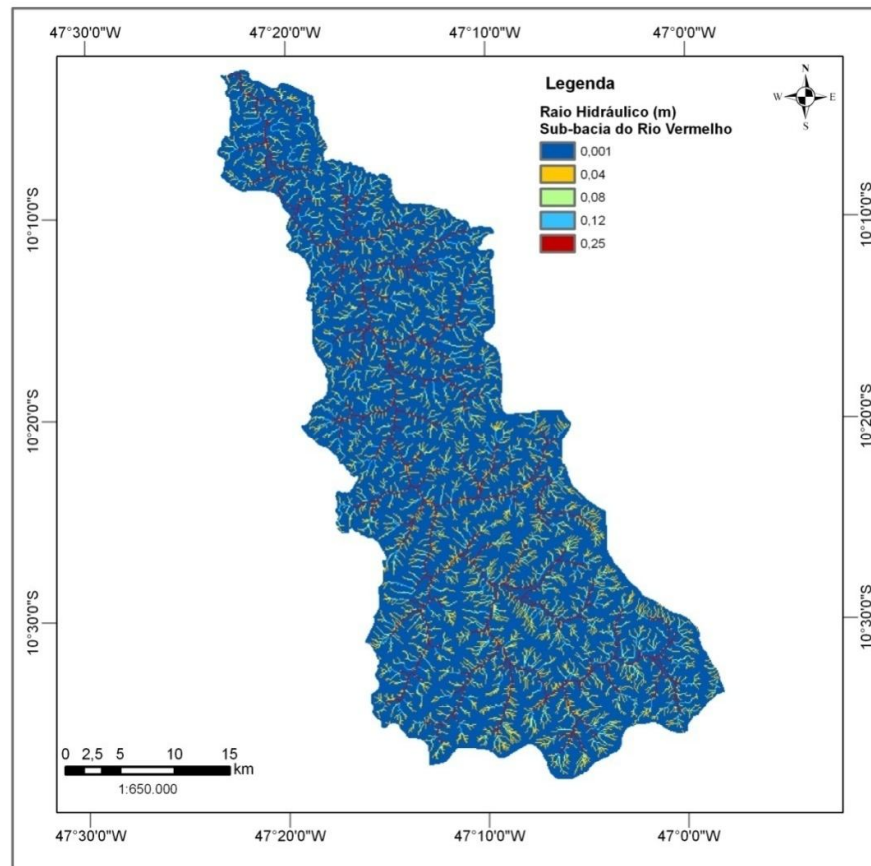 47°30'0"W 47°20'0"W 47°10'0"W 47°0'0"W
Legenda
Raio Hidráulico (m)
Sub-bacia do Rio Vermelho
0,001
0,04
0,08
0,12
0,25
N
W E
S
10°10'0"S 10°10'0"S
10°20'0"S 10°20'0"S
10°30'0"S 10°30'0"S
0 2,5 5 10 15
km
1:650.000
47°30'0"W 47°20'0"W 47°10'0"W 47°0'0"W